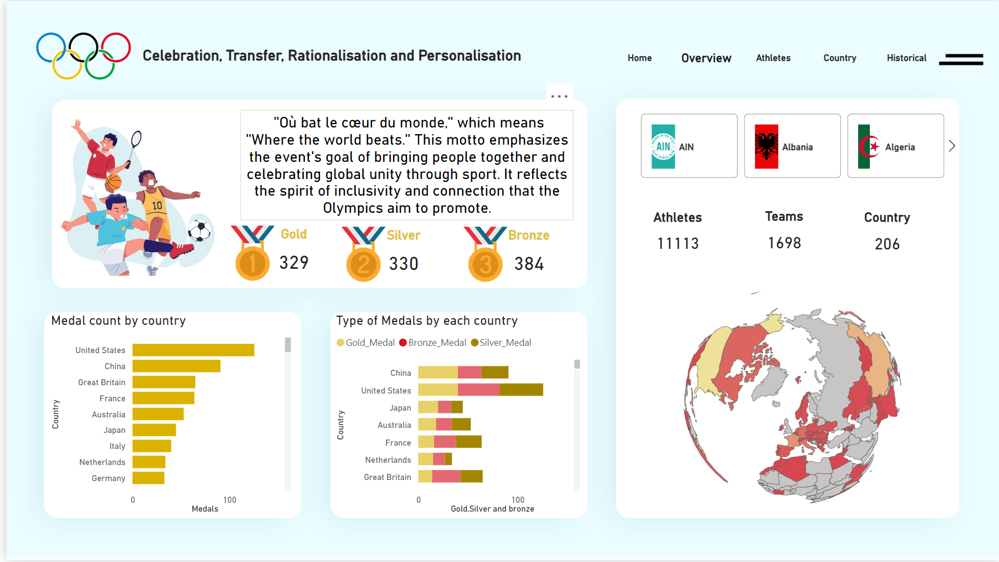 Celebration, Transfer, Rationalisation and Personalisation
Home
Overview
Athletes
Country
Historical
"Où bat le cœur du monde," which means
"Where the world beats." This motto emphasizes
the event's goal of bringing people together and
celebrating global unity through sport. It reflects
the spirit of inclusivity and connection that the
Olympics aim to promote.
10
1
Gold
329
2
Silver
330
3
Bronze
384
AIN
AIN
Albania
Algeria
Athletes
11113
Teams
1698
Country
206
Medal count by country
Country
United States
China
Great Britain
France
Australia
Japan
Italy
Netherlands
Germany
0
100
Medals
Type of Medals by each country
Gold_Medal
Bronze_Medal
Silver_Medal
Country
China
United States
Japan
Australia
France
Netherlands
Great Britain
0
100
Gold,Silver and bronze